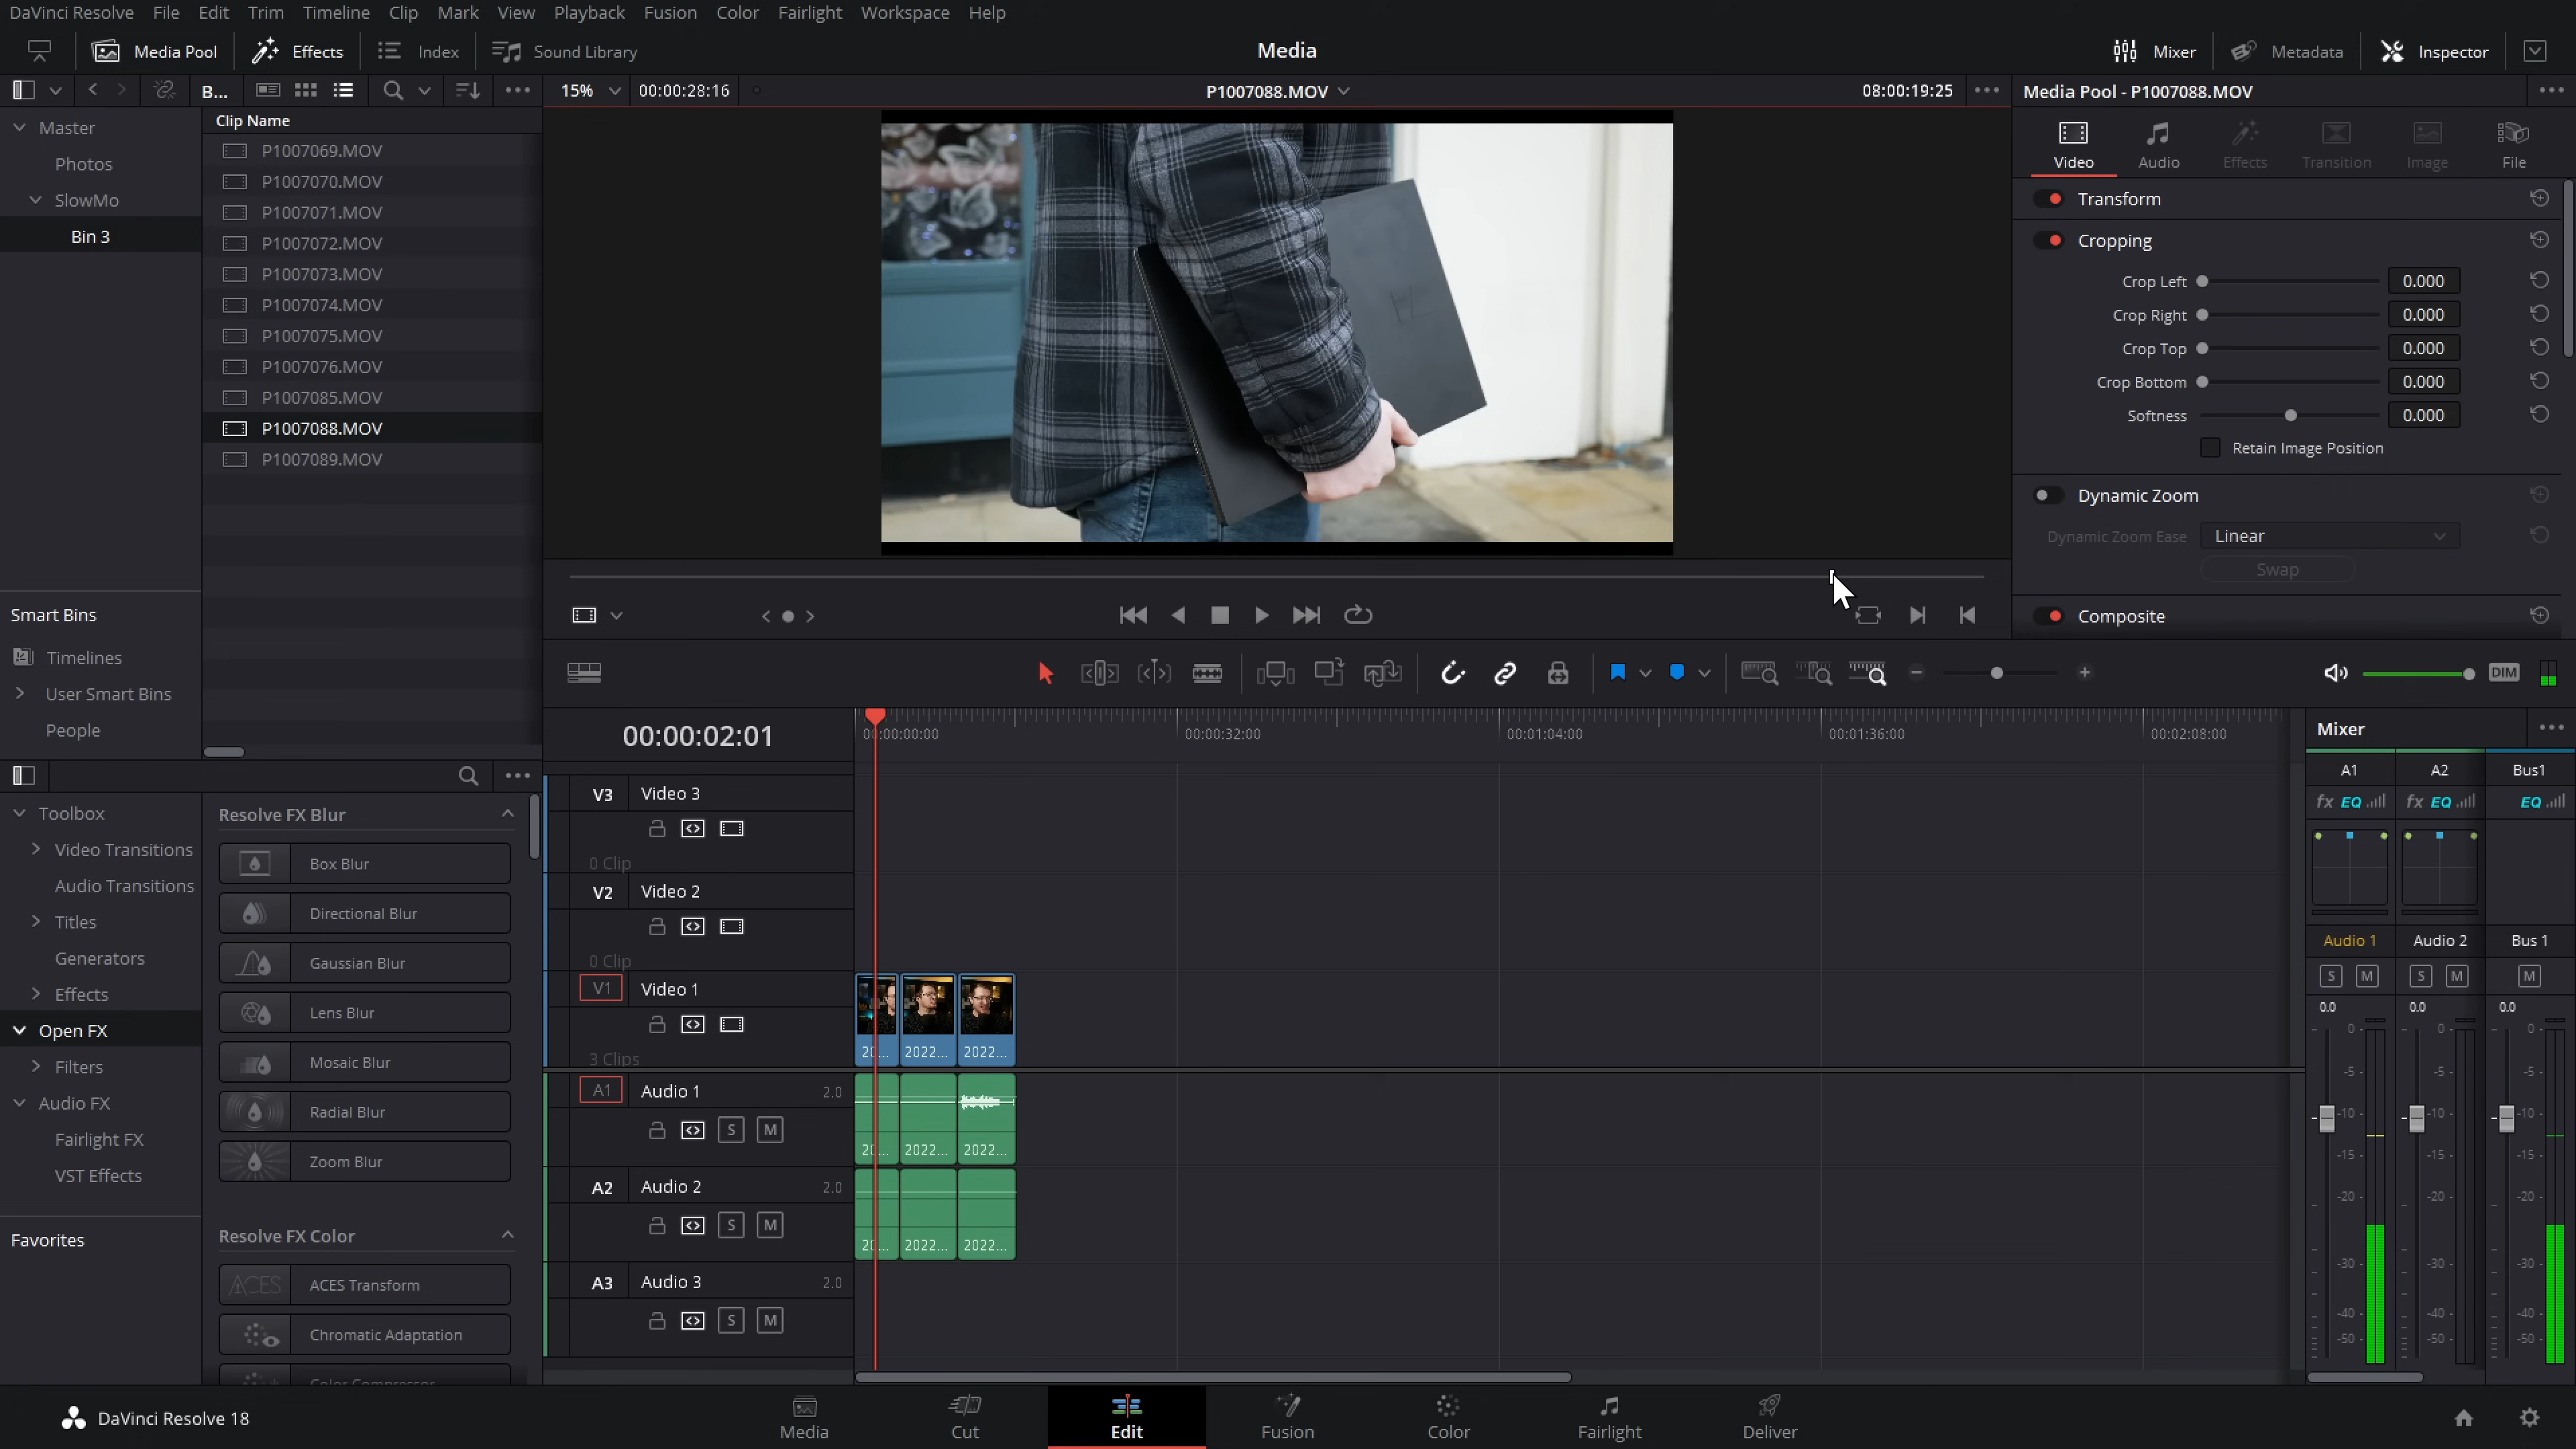 DaVinci Resolve File Edit Trim Timeline Clip Mark View Playback Fusion Color Fairlight Workspace Help
Media Pool Effects Index Sound Library Media Mixer Metadata Inspector
B... 15% 00:00:28:16 P1007088.MOV 08:00:19:25 Media Pool - P1007088.MOV
Master
Photos
SlowMo
Bin 3
Clip Name
P1007069.MOV
P1007070.MOV
P1007071.MOV
P1007072.MOV
P1007073.MOV
P1007074.MOV
P1007075.MOV
P1007076.MOV
P1007085.MOV
P1007088.MOV
P1007089.MOV
Video Audio Effects Transition Image File
Transform
Cropping
Crop Left 0.000
Crop Right 0.000
Crop Top 0.000
Crop Bottom 0.000
Softness 0.000
Retain Image Position
Dynamic Zoom
Dynamic Zoom Ease Linear
Swap
Composite
Smart Bins
Timelines
User Smart Bins
People
DIM
00:00:02:01
00:00:00:00 00:00:32:00 00:01:04:00 00:01:36:00 00:02:08:00
Toolbox
Video Transitions
Audio Transitions
Titles
Generators
Effects
Open FX
Filters
Audio FX
Fairlight FX
VST Effects
Favorites
Resolve FX Blur
Box Blur
Directional Blur
Gaussian Blur
Lens Blur
Mosaic Blur
Radial Blur
Zoom Blur
Resolve FX Color
ACES ACES Transform
Chromatic Adaptation
Color Compressor
V3 Video 3
0 Clip
V2 Video 2
0 Clip
V1 Video 1
3 Clips
20... 2022... 2022...
A1 Audio 1 2.0
S M
20... 2022... 2022...
A2 Audio 2 2.0
S M
20... 2022... 2022...
A3 Audio 3 2.0
S M
Mixer
A1 A2 Bus1
fx EQ fx EQ EQ
Audio 1 Audio 2 Bus 1
S M S M M
0.0 0.0 0.0
0 0 0
-5 -5 -5
-10 -10 -10
-15 -15 -15
-20 -20 -20
-30 -30 -30
-40 -40 -40
-50 -50 -50
DaVinci Resolve 18 Media Cut Edit Fusion Color Fairlight Deliver